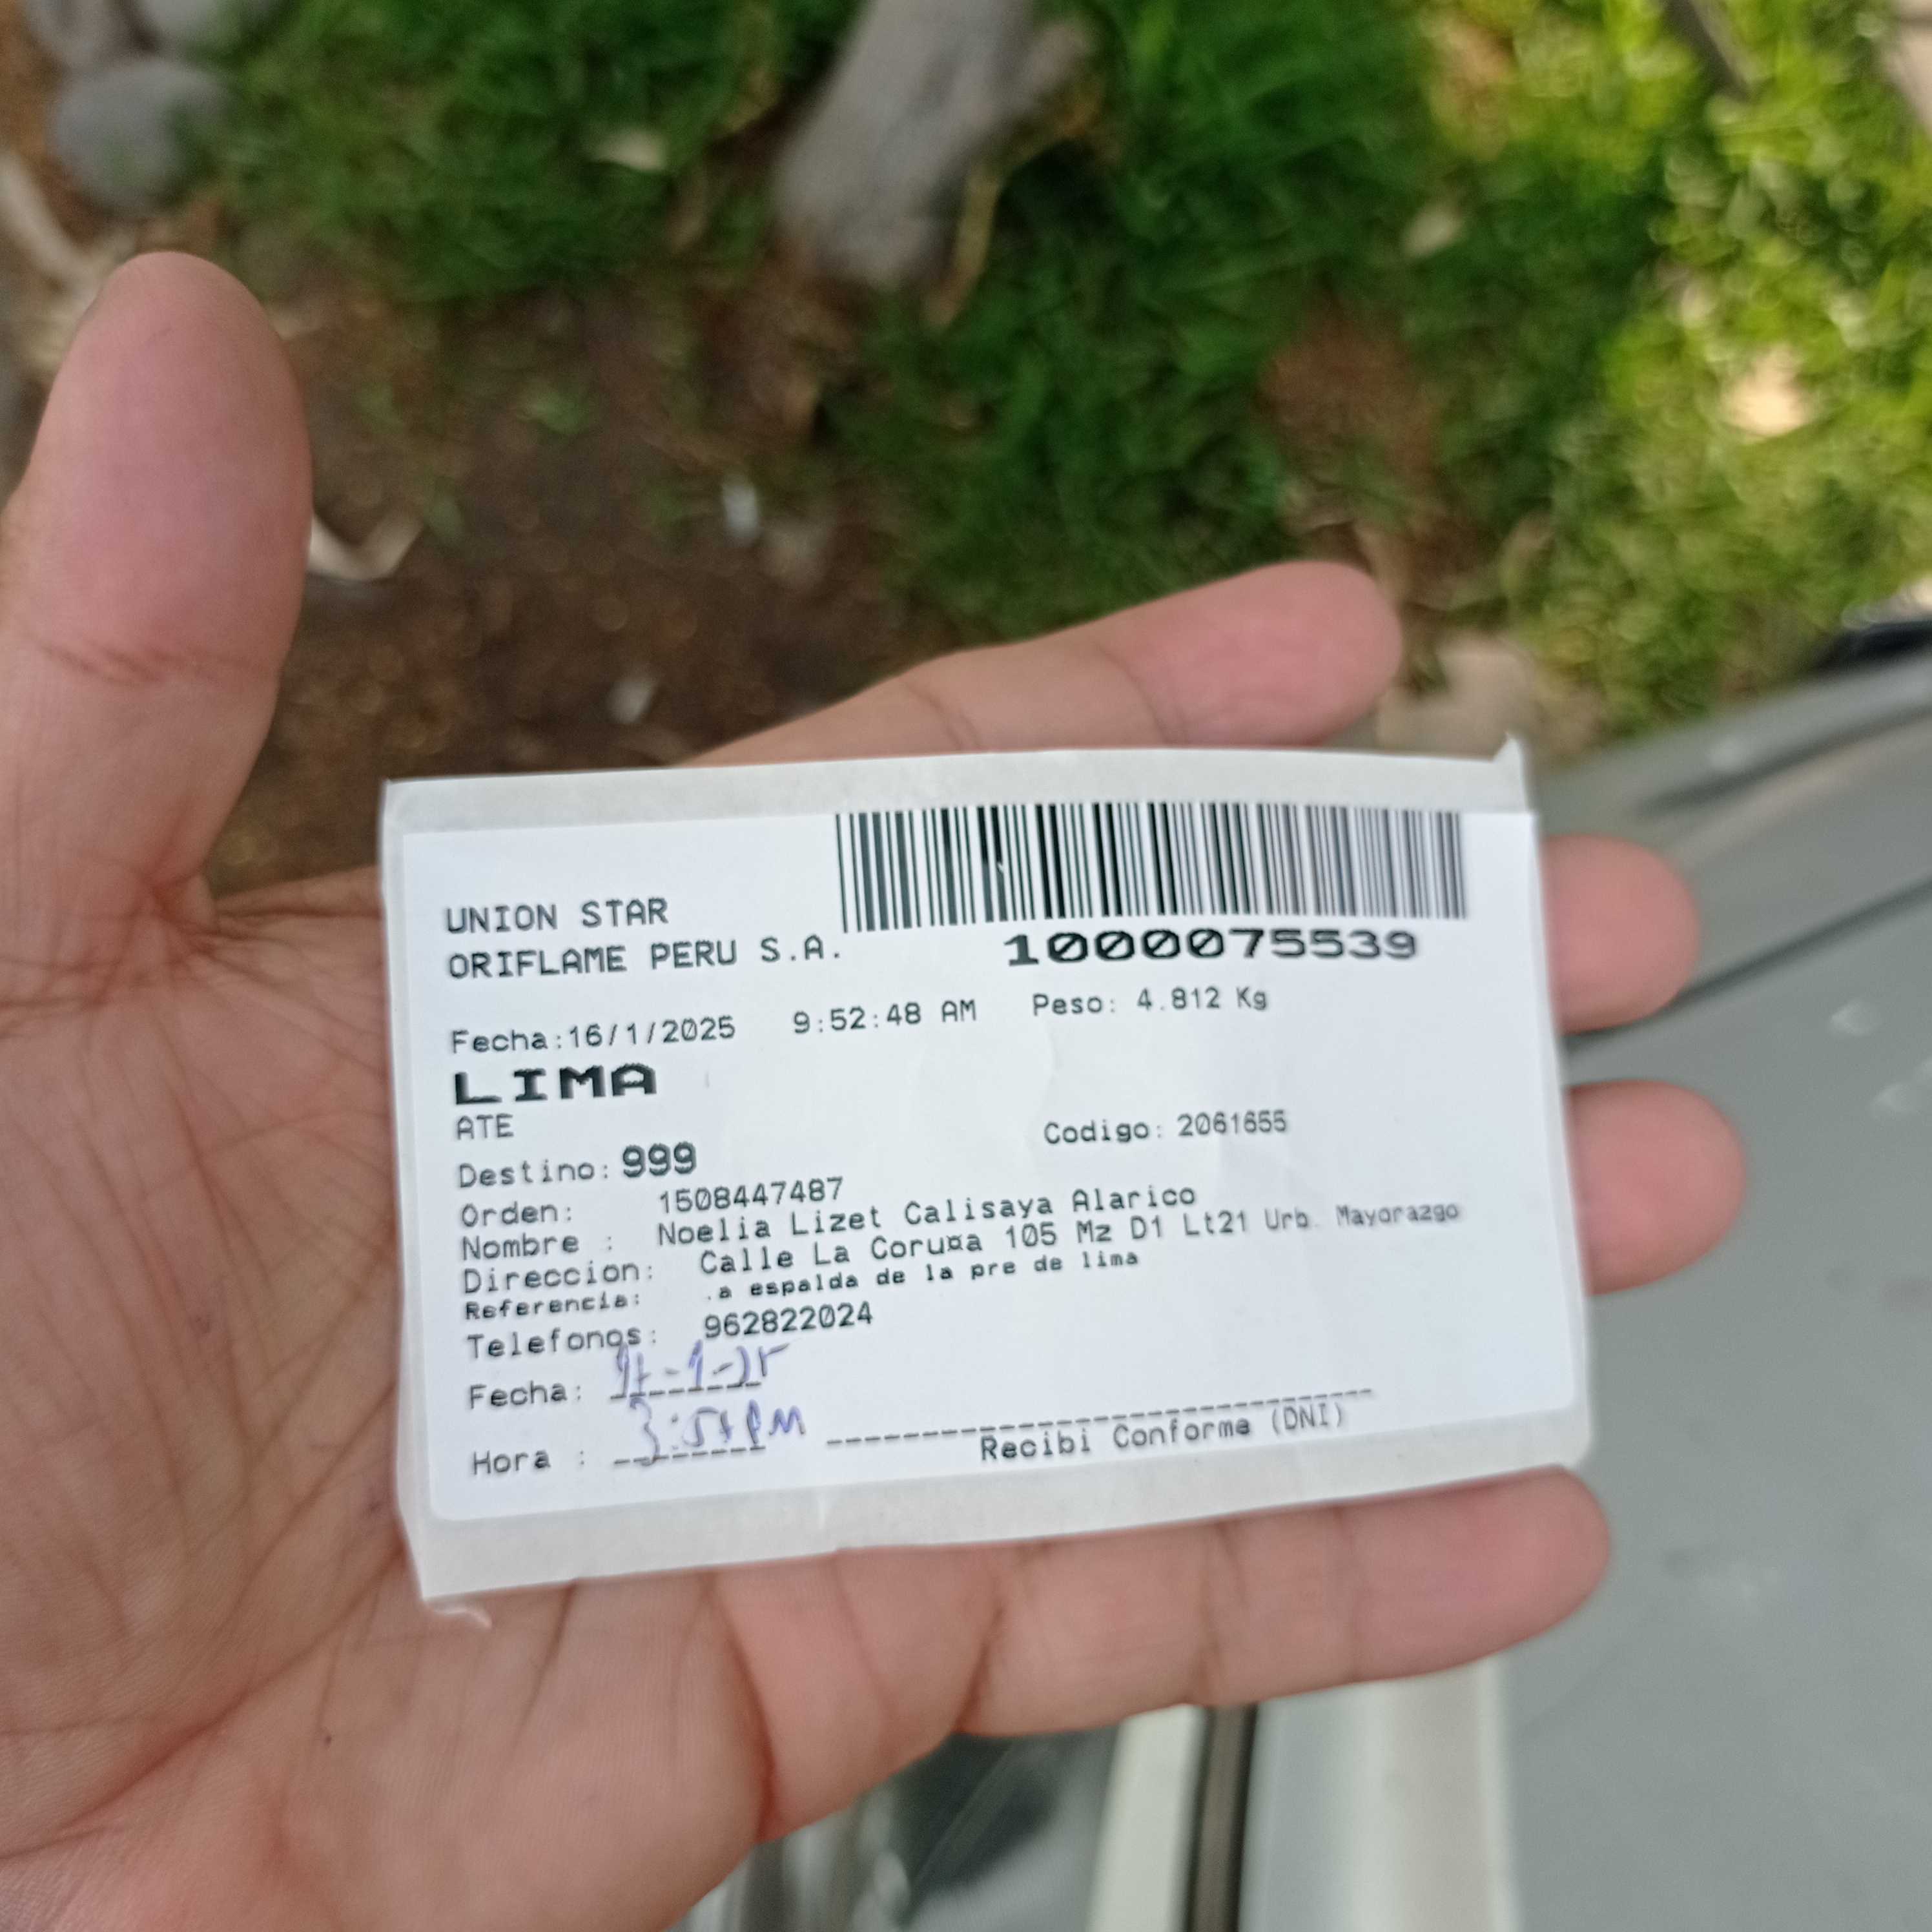 UNION STAR
ORIFLAME PERU S.A.
1000075539
Fecha:16/1/2025 9:52:48 AM Peso: 4.812 Kg
LIMA
ATE
Codigo: 2061655
Destino: 999
Orden: 1508447487
Nombre : Noelia Lizet Calisaya Alarico
Direccion: Calle La Coru¤a 105 Mz D1 Lt21 Urb. Mayorazgo
Referencia: .a espalda de la pre de lima
Telefonos: 962822024
Fecha: 17-1-25
Hora : 3:57PM
Recibi Conforme (DNI)